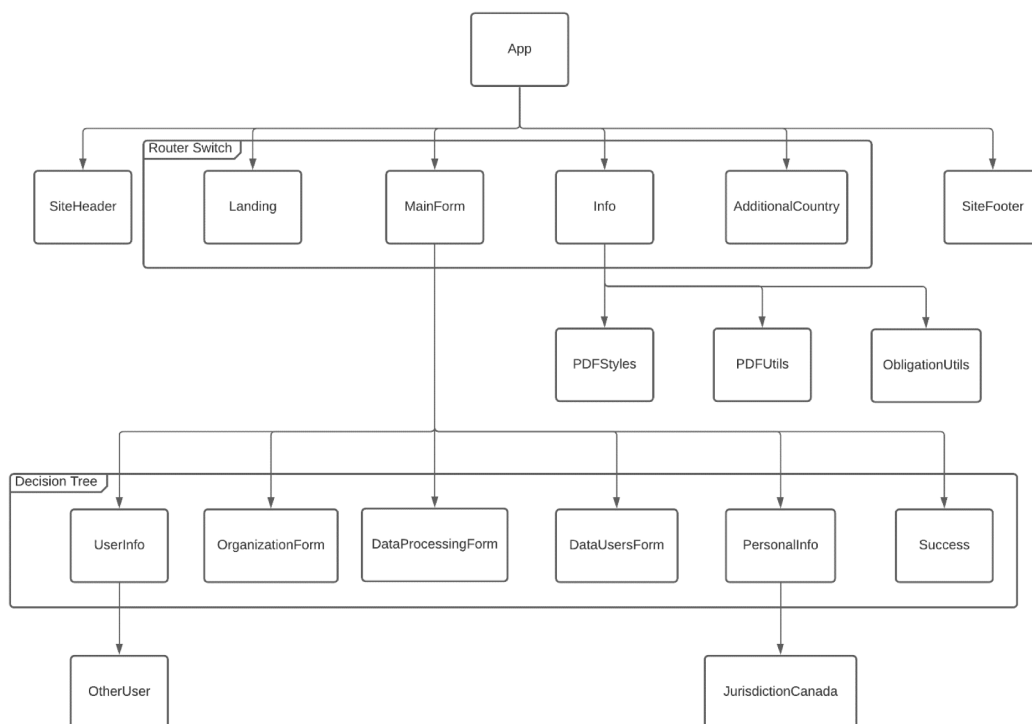 App
Router Switch
SiteHeader
Landing
MainForm
Info
AdditionalCountry
SiteFooter
PDFStyles
PDFUtils
ObligationUtils
Decision Tree
UserInfo
OrganizationForm
DataProcessingForm
DataUsersForm
PersonalInfo
Success
OtherUser
JurisdictionCanada